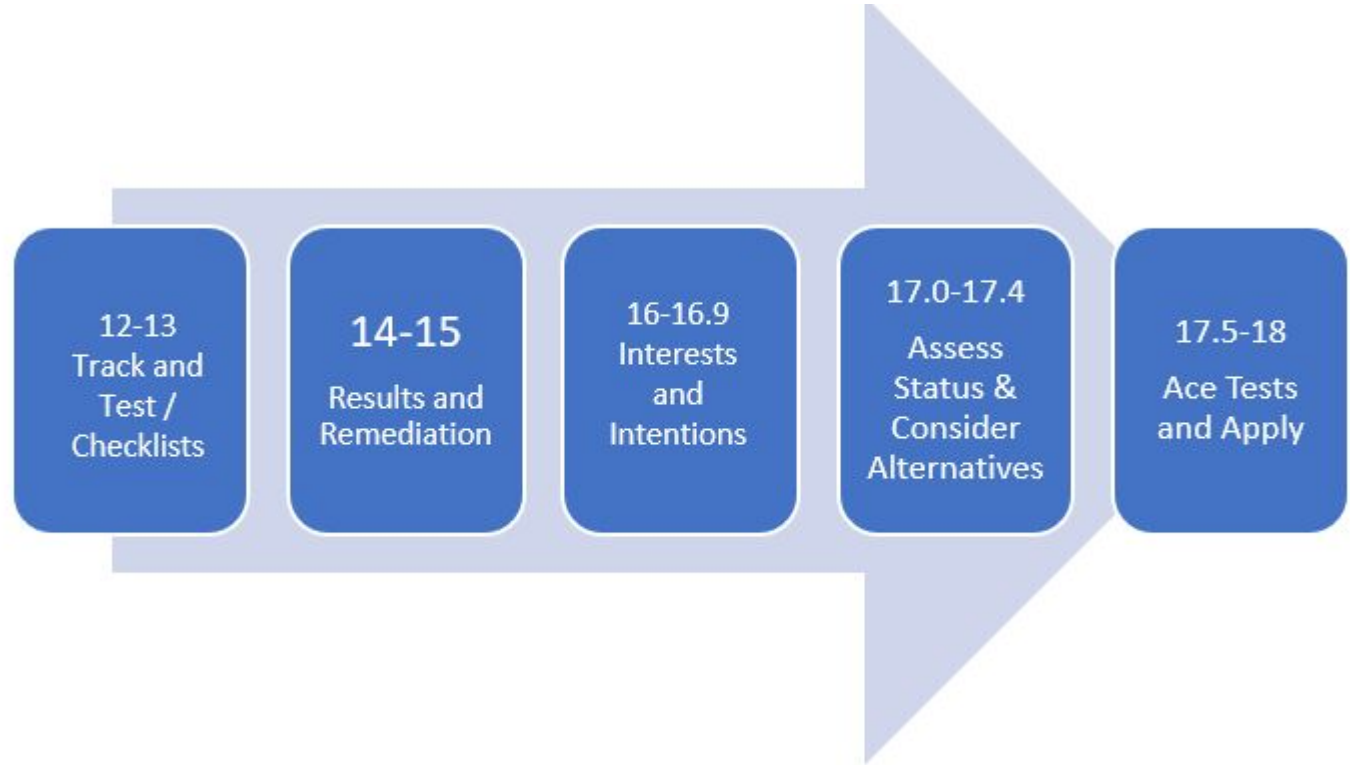 12-13
Track and
Test /
Checklists
14-15
Results and
Remediation
16-16.9
Interests
and
Intentions
17.0-17.4
Assess
Status &
Consider
Alternatives
17.5-18
Ace Tests
and Apply